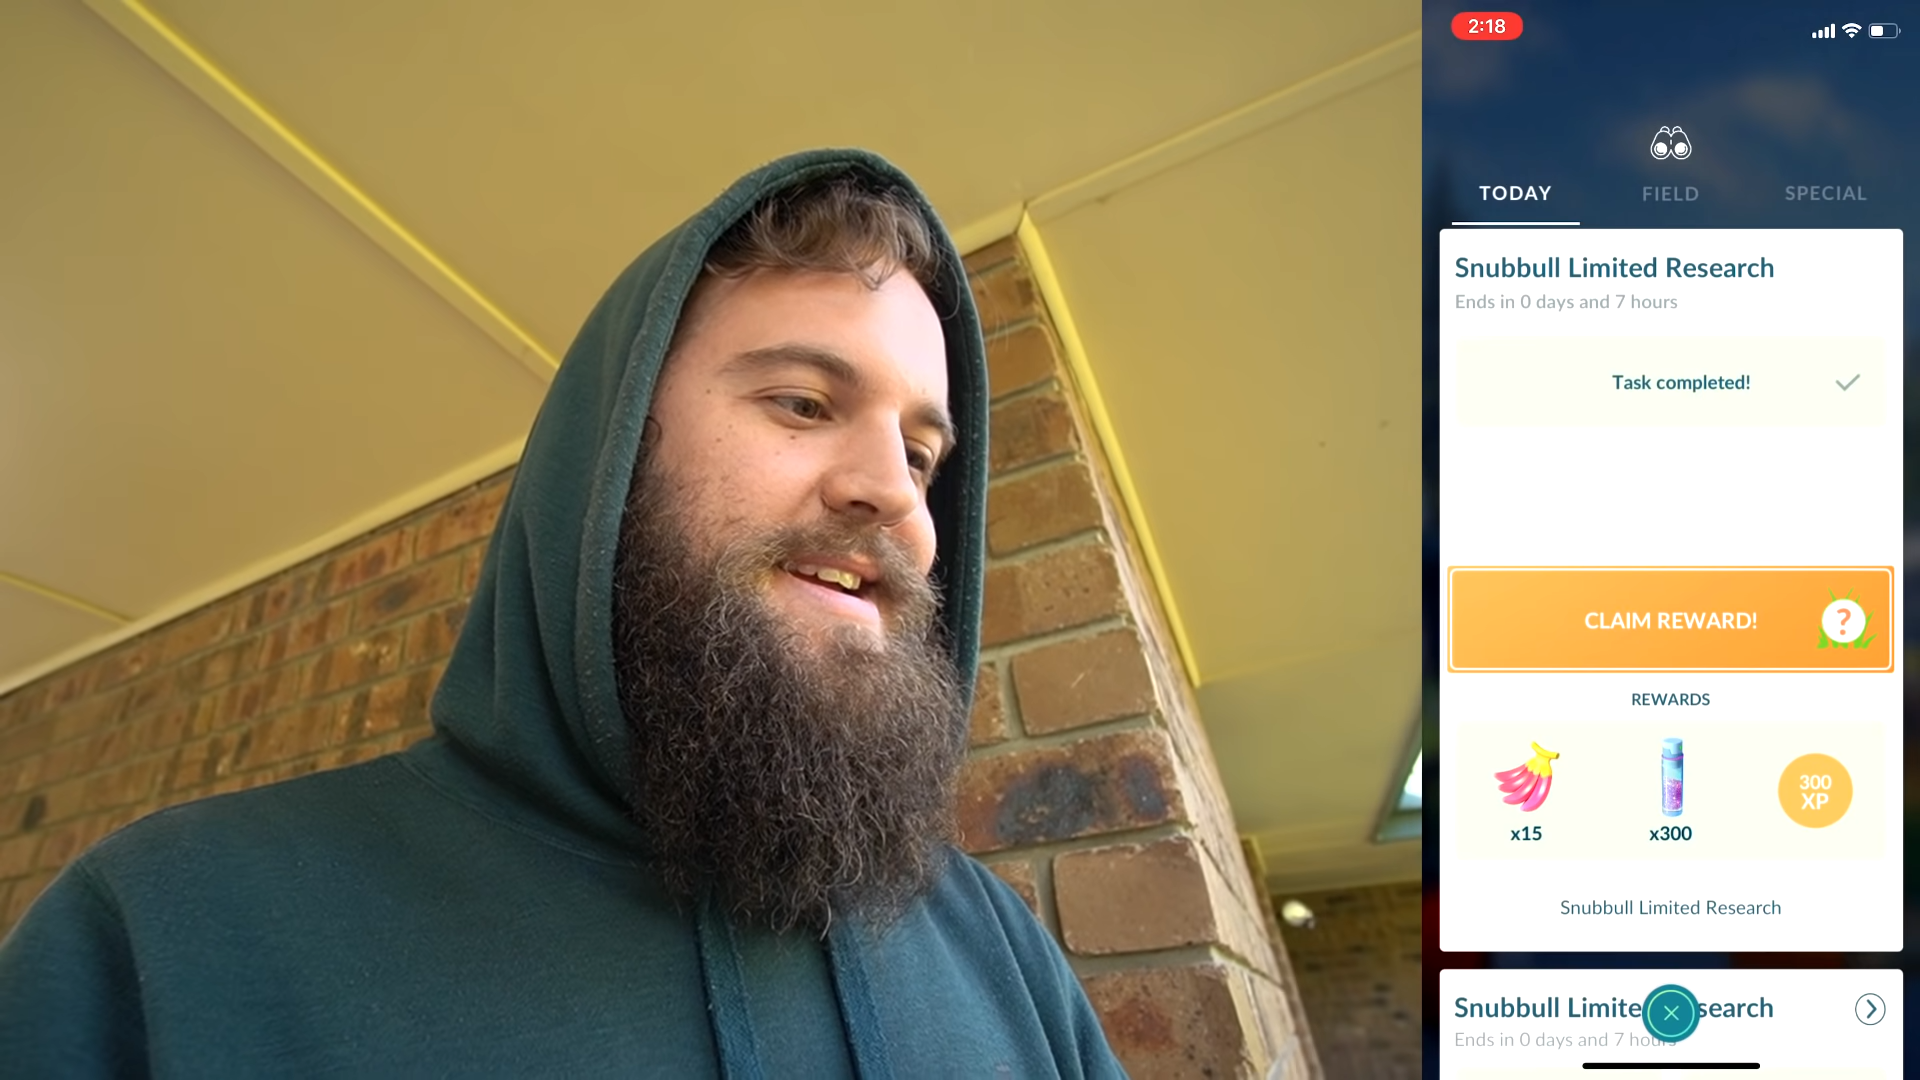 2:18
TODAY
FIELD
SPECIAL
Snubbull Limited Research
Ends in 0 days and 7 hours
Task completed!
CLAIM REWARD!
?
REWARDS
300
XP
x15
x300
Snubbull Limited Research
Snubbull Limite search
Ends in 0 days and 7 hours